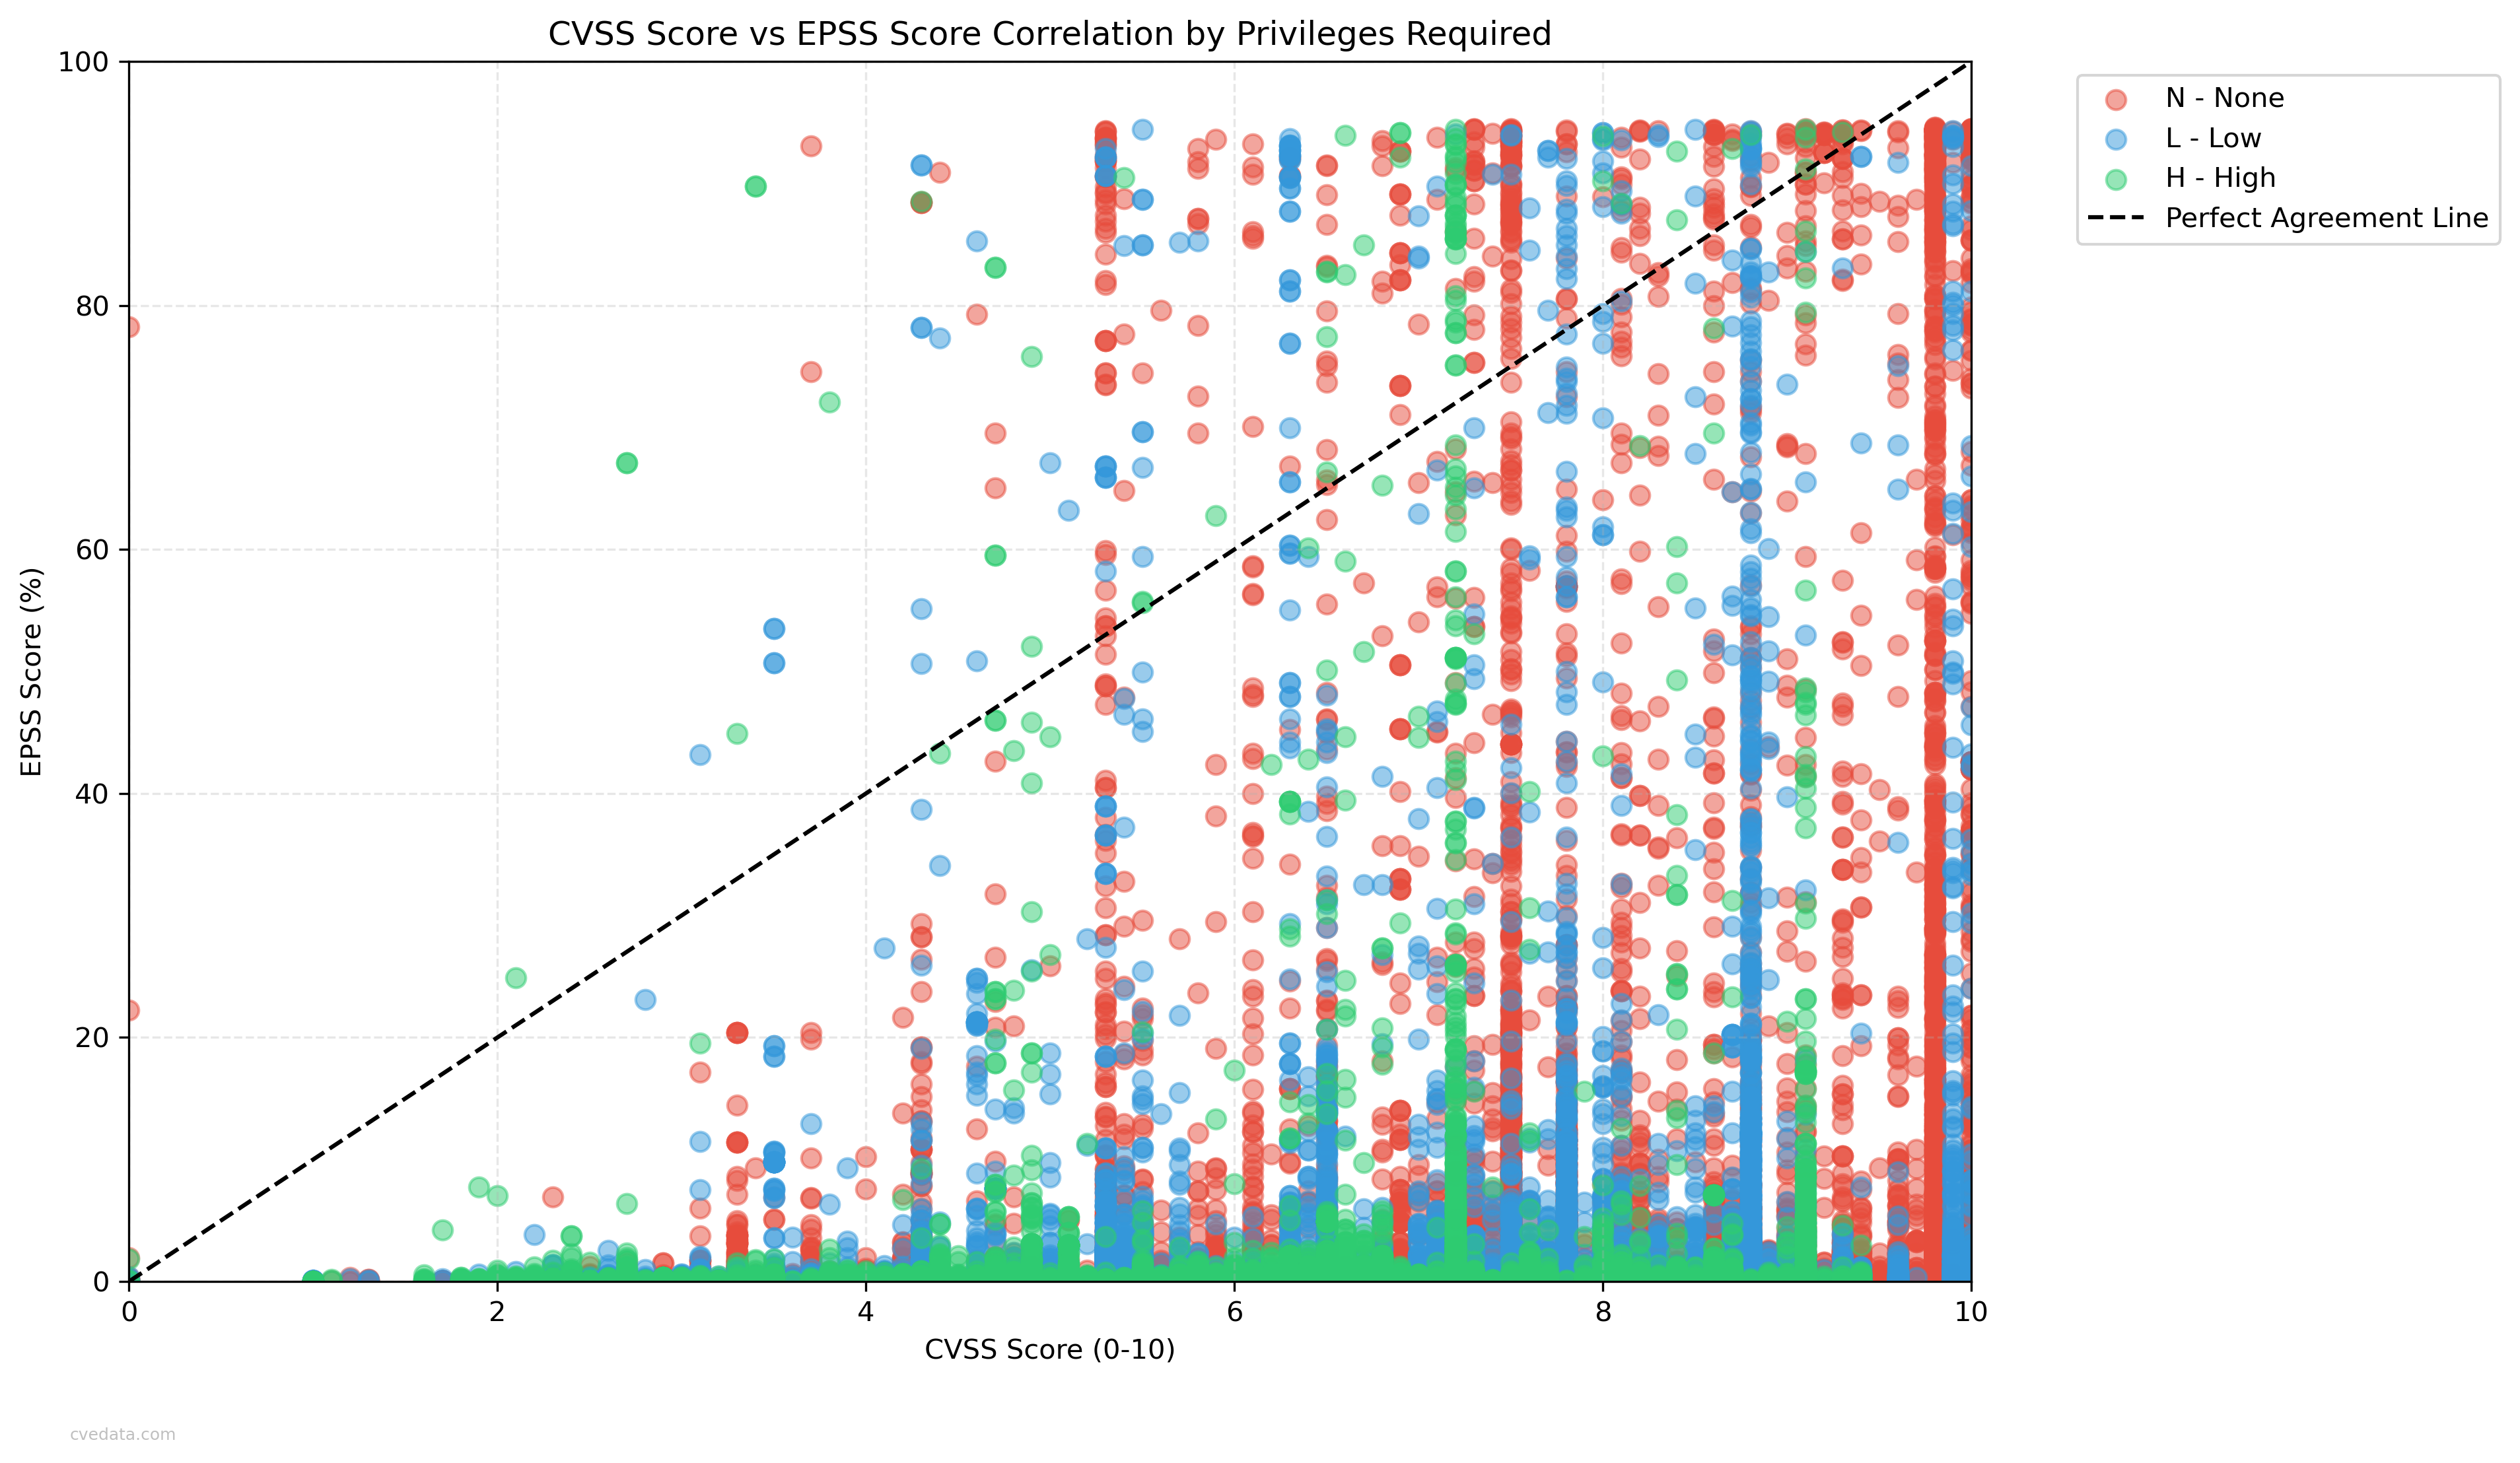 CVSS Score vs EPSS Score Correlation by Privileges Required
100
80
60
40
20
0
EPSS Score (%)
0 2 4 6 8 10
CVSS Score (0-10)
N - None
L - Low
H - High
Perfect Agreement Line
cvedata.com